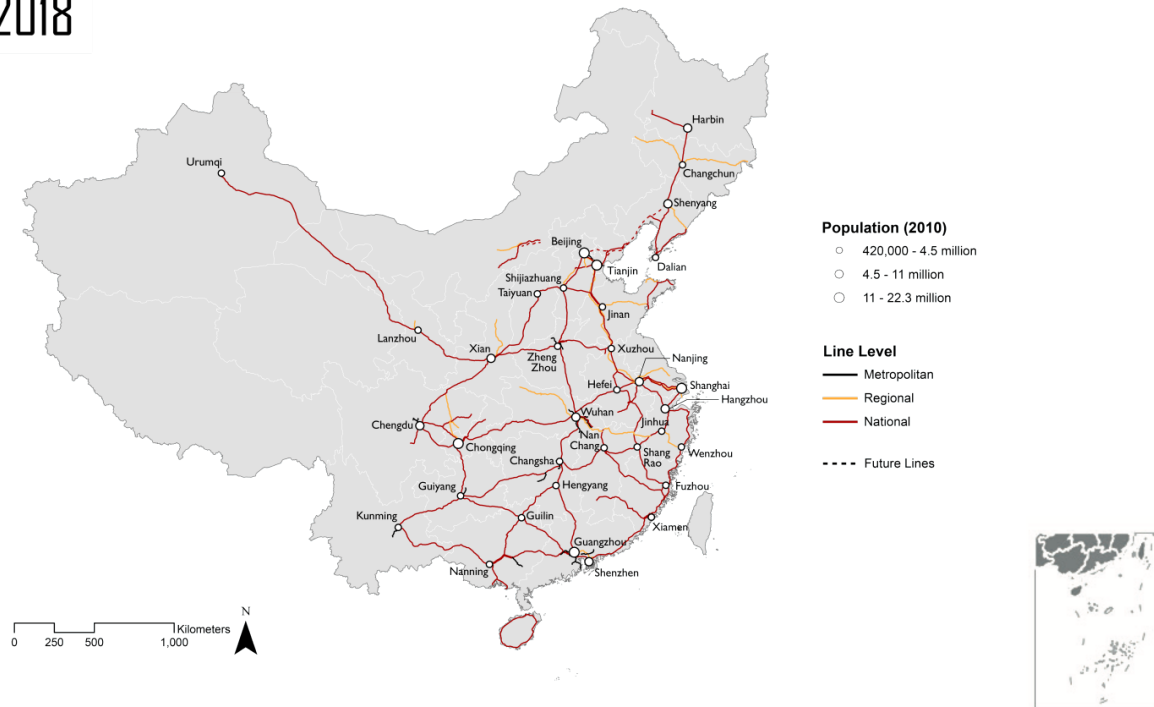 2018
Harbin
Urumqi
Changchun
Shenyang
Beijing
Tianjin
Dalian
Shijiazhuang
Taiyuan
Jinan
Lanzhou
Xian
Zheng
Zhou
Xuzhou
Nanjing
Hefei
Shanghai
Hangzhou
Wuhan
Jinhua
Chengdu
Chongqing
Nan
Chang
Shang
Rao
Wenzhou
Changsha
Guiyang
Hengyang
Fuzhou
Kunming
Guilin
Xiamen
Guangzhou
Nanning
Shenzhen
Population (2010)
420,000 - 4.5 million
4.5 - 11 million
11 - 22.3 million
Line Level
Metropolitan
Regional
National
Future Lines
N
Kilometers
0 250 500 1,000